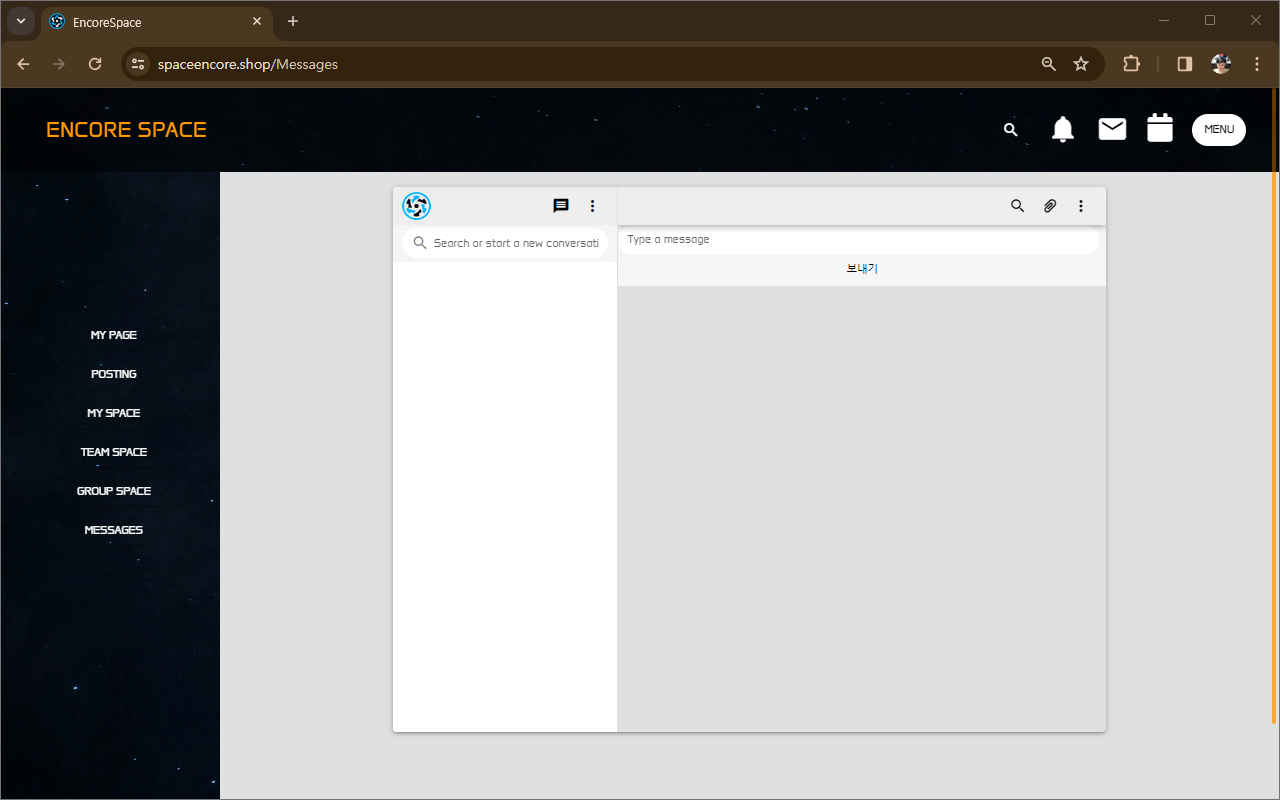 EncoreSpace
spaceencore.shop/Messages
ENCORE SPACE
MENU
Search or start a new conversati
Type a message
보내기
MY PAGE
POSTING
MY SPACE
TEAM SPACE
GROUP SPACE
MESSAGES